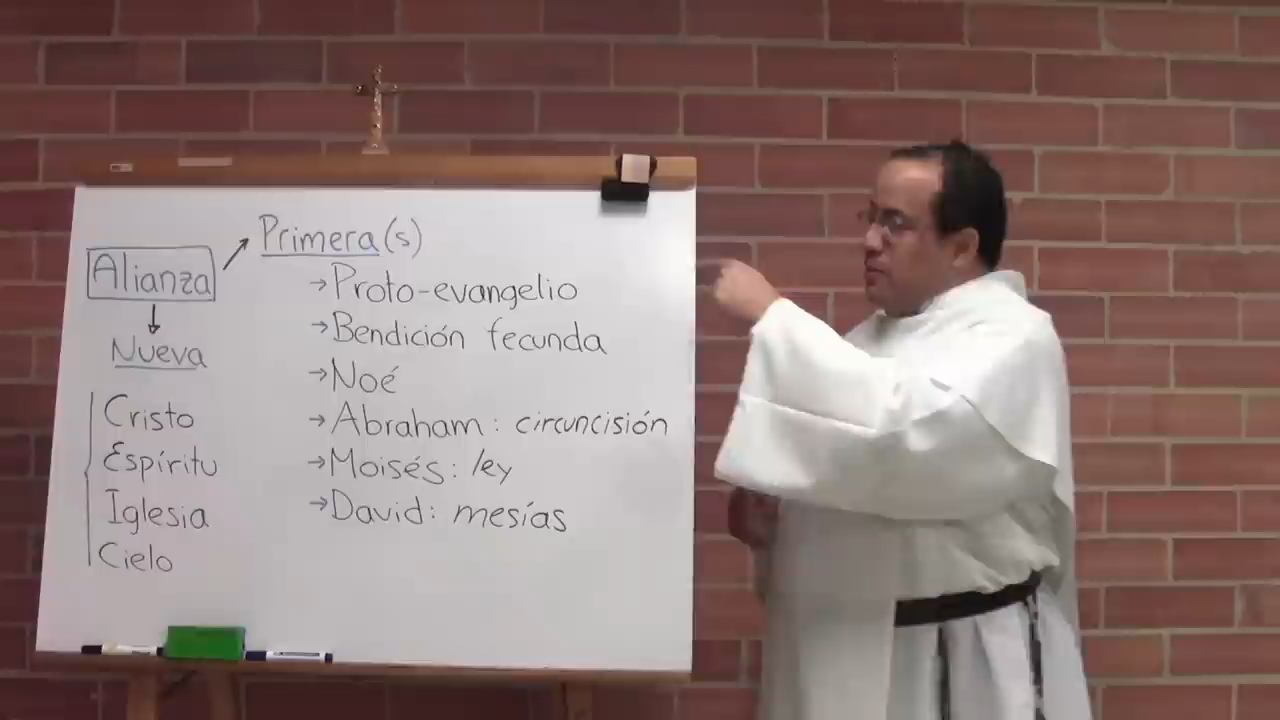 Alianza
Primera(s)
→Proto-evangelio
→Bendición fecunda
→Noé
→Abraham: circuncisión
→Moisés: ley
→David: mesías
Nueva
Cristo
Espíritu
Iglesia
Cielo